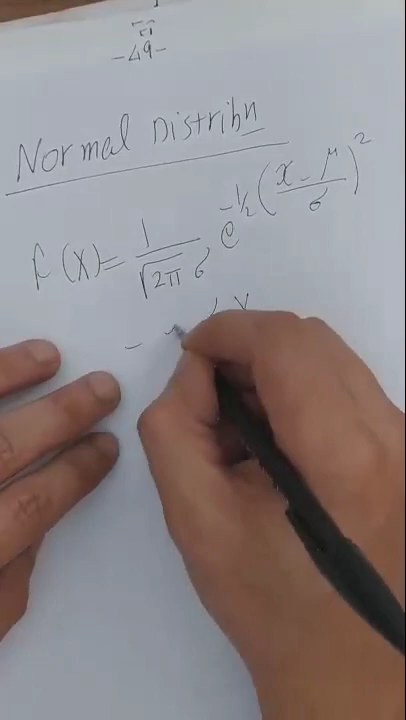 -49-
Normal Distribn
F(X)= 1/√2π σ e^-1/2 (x-μ/σ)^2
- < X